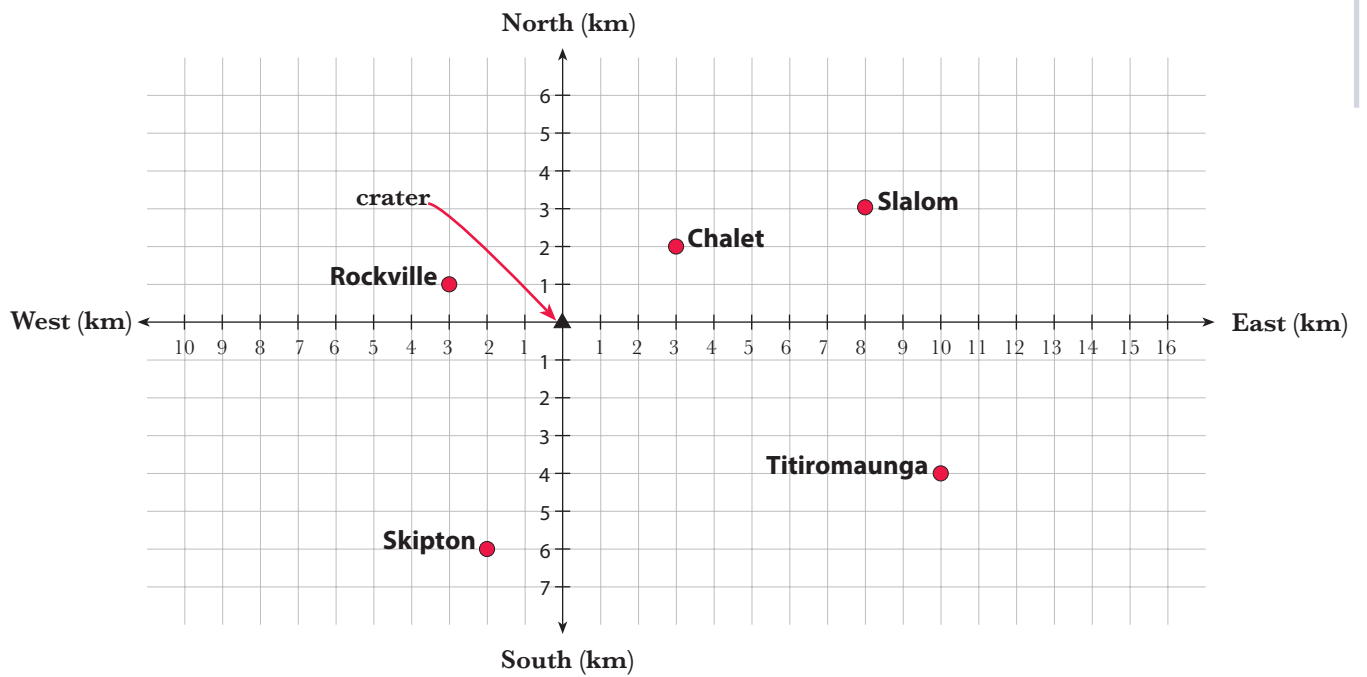 North (km)
6
5
4
crater
3
Slalom
2
Chalet
Rockville
1
West (km)
East (km)
10 9 8 7 6 5 4 3 2 1 1 2 3 4 5 6 7 8 9 10 11 12 13 14 15 16
1
2
3
4
Titiromaunga
5
Skipton
6
7
South (km)